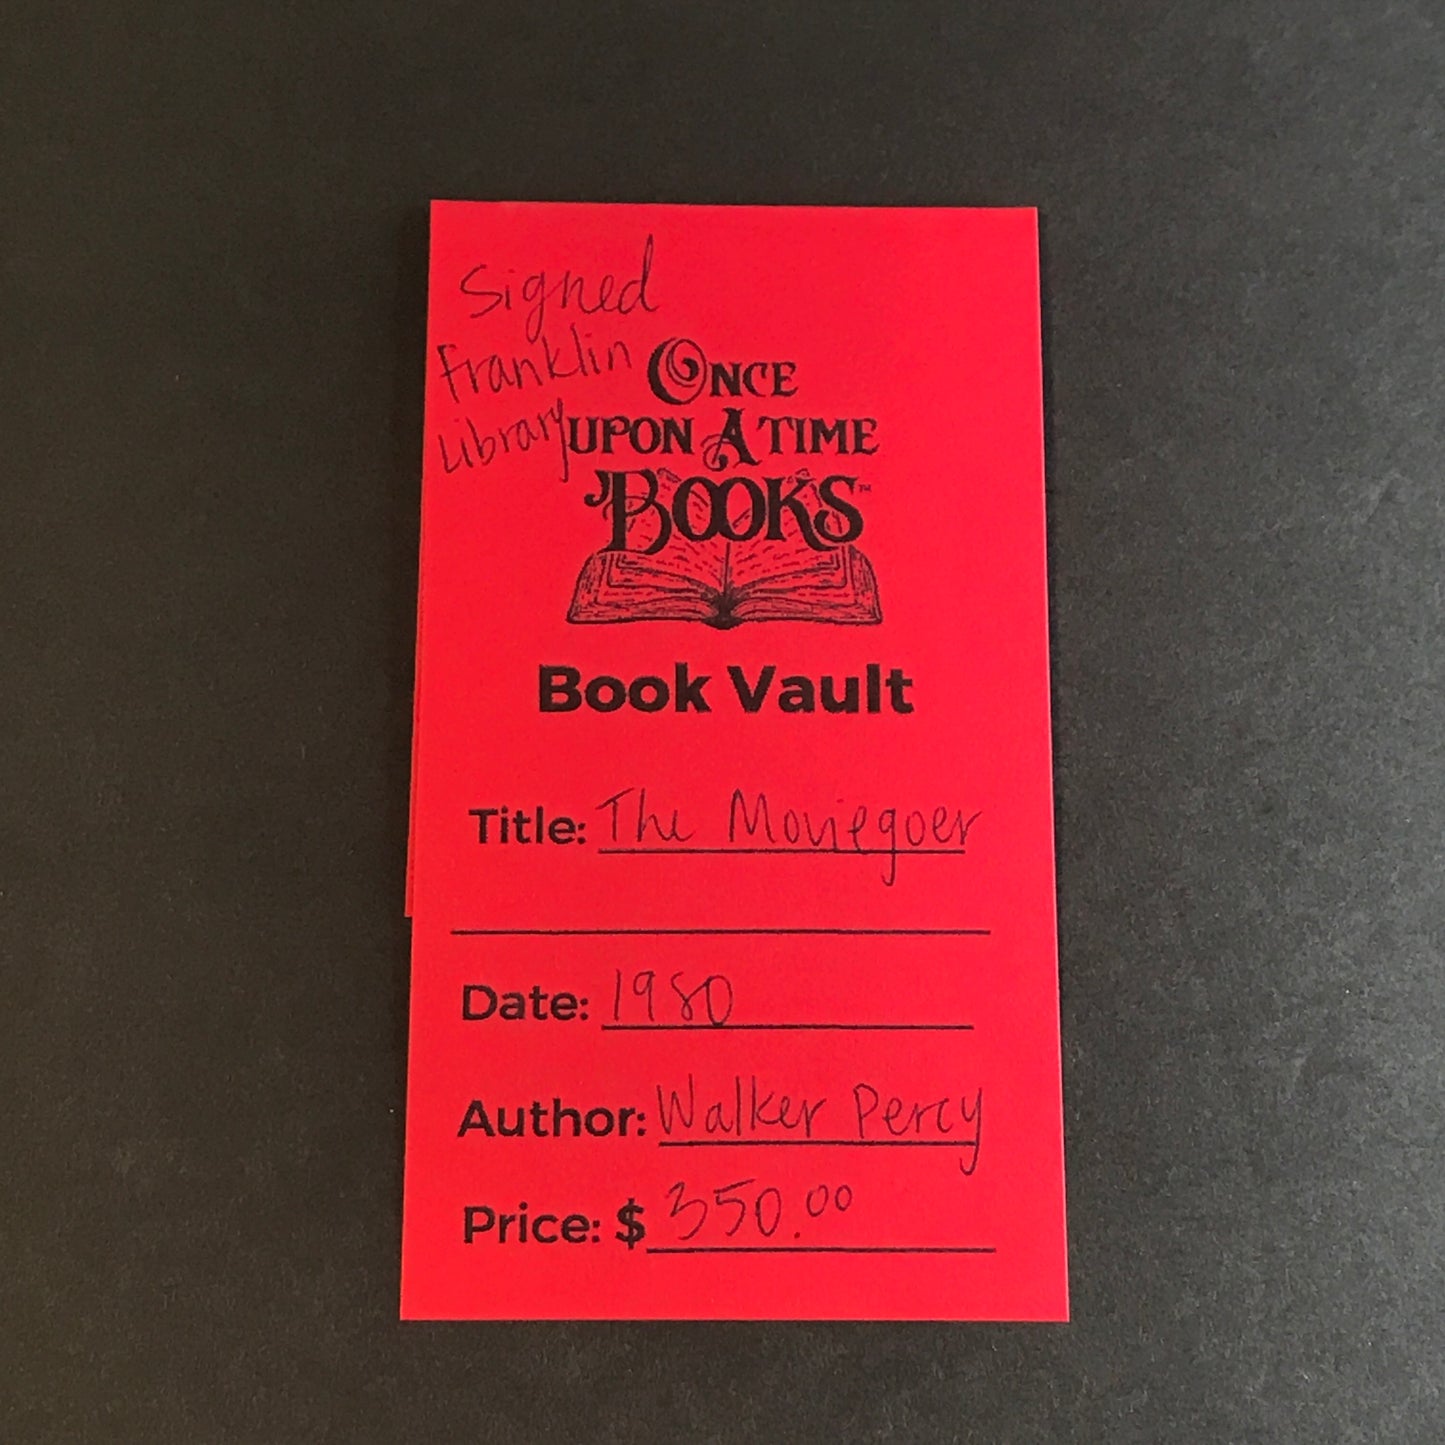 Signed
Franklin
Library
ONCE
UPON A TIME
BOOKS™
Book Vault
Title: The Moviegoer
Date: 1980
Author: Walker Percy
Price: $ 350.00